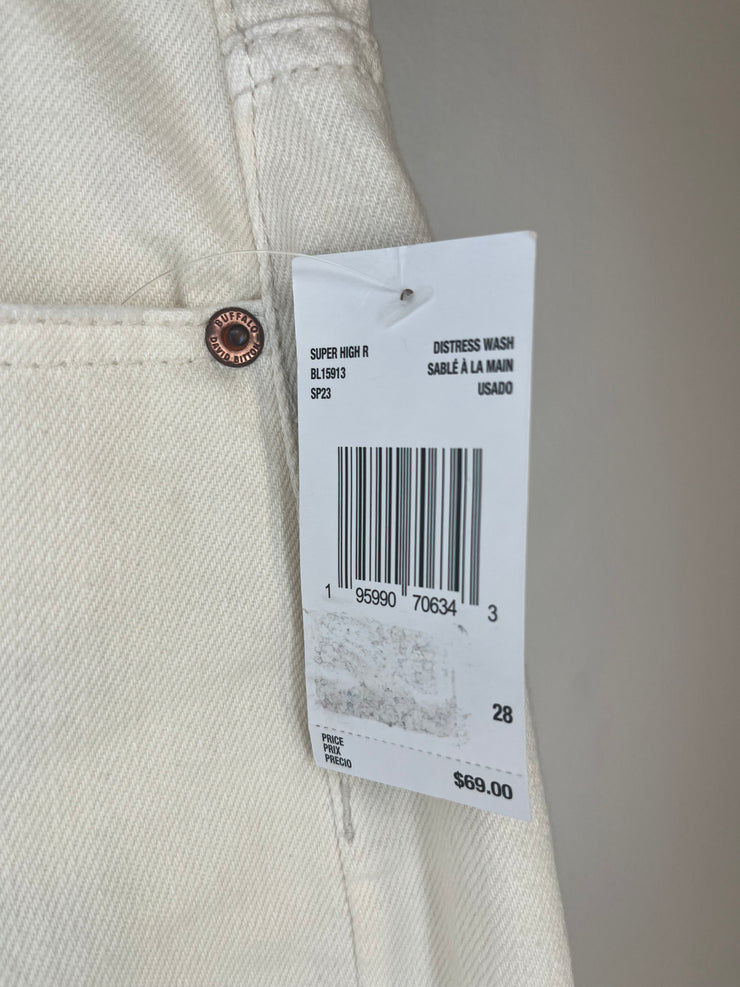 BUFFALO
DAVID BITTON
SUPER HIGH R
BL15913
SP23
DISTRESS WASH
SABLÉ À LA MAIN
USADO
1 95990 70634 3
28
PRICE
PRIX
PRECIO
$69.00